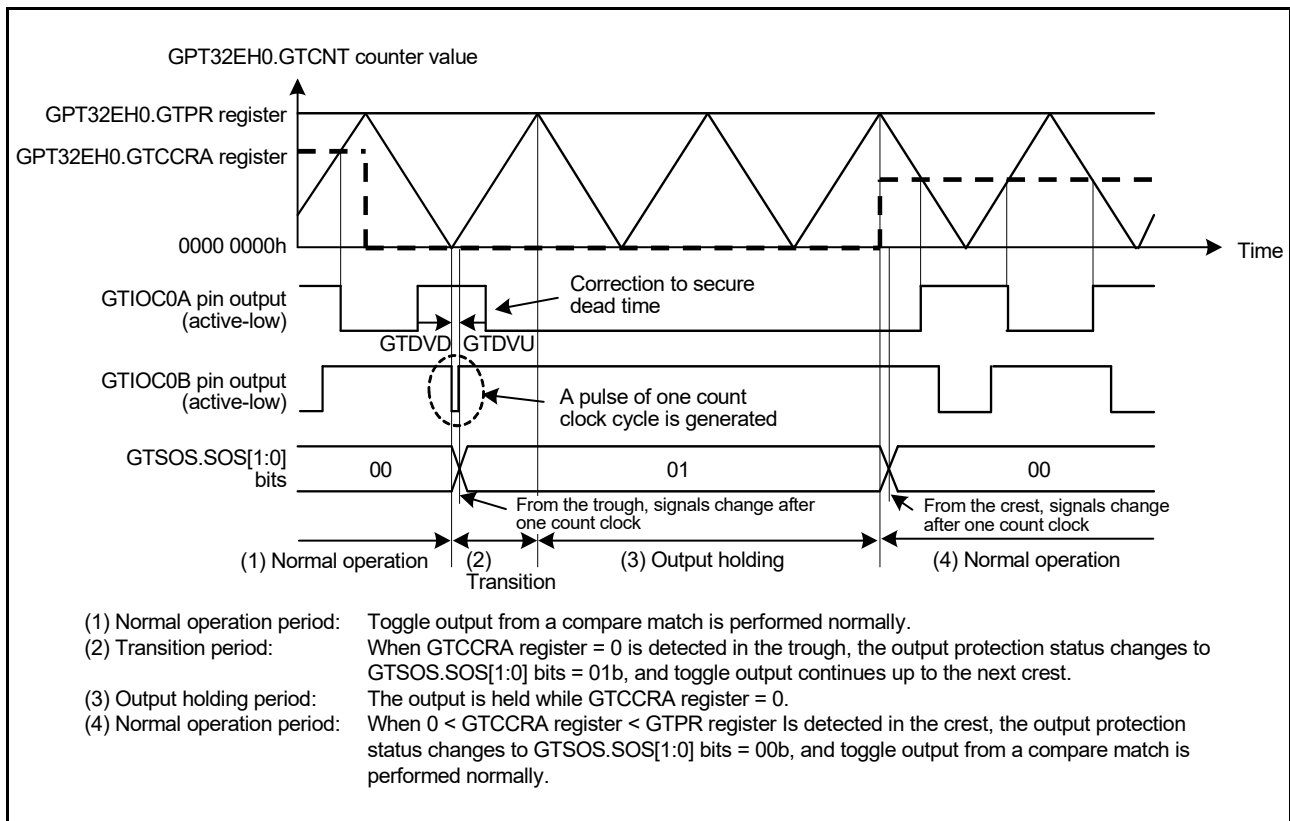 GPT32EH0.GTCNT counter value
GPT32EH0.GTPR register
GPT32EH0.GTCCRA register
0000 0000h
Time
GTIOC0A pin output
(active-low)
Correction to secure
dead time
GTDVD
GTDVU
GTIOC0B pin output
(active-low)
A pulse of one count
clock cycle is generated
GTSOS.SOS[1:0]
bits
00
01
00
From the trough, signals change after
one count clock
From the crest, signals change
after one count clock
(1) Normal operation
(2)
Transition
(3) Output holding
(4) Normal operation
(1) Normal operation period: Toggle output from a compare match is performed normally.
(2) Transition period: When GTCCRA register = 0 is detected in the trough, the output protection status changes to
GTSOS.SOS[1:0] bits = 01b, and toggle output continues up to the next crest.
(3) Output holding period: The output is held while GTCCRA register = 0.
(4) Normal operation period: When 0 < GTCCRA register < GTPR register Is detected in the crest, the output protection
status changes to GTSOS.SOS[1:0] bits = 00b, and toggle output from a compare match is
performed normally.